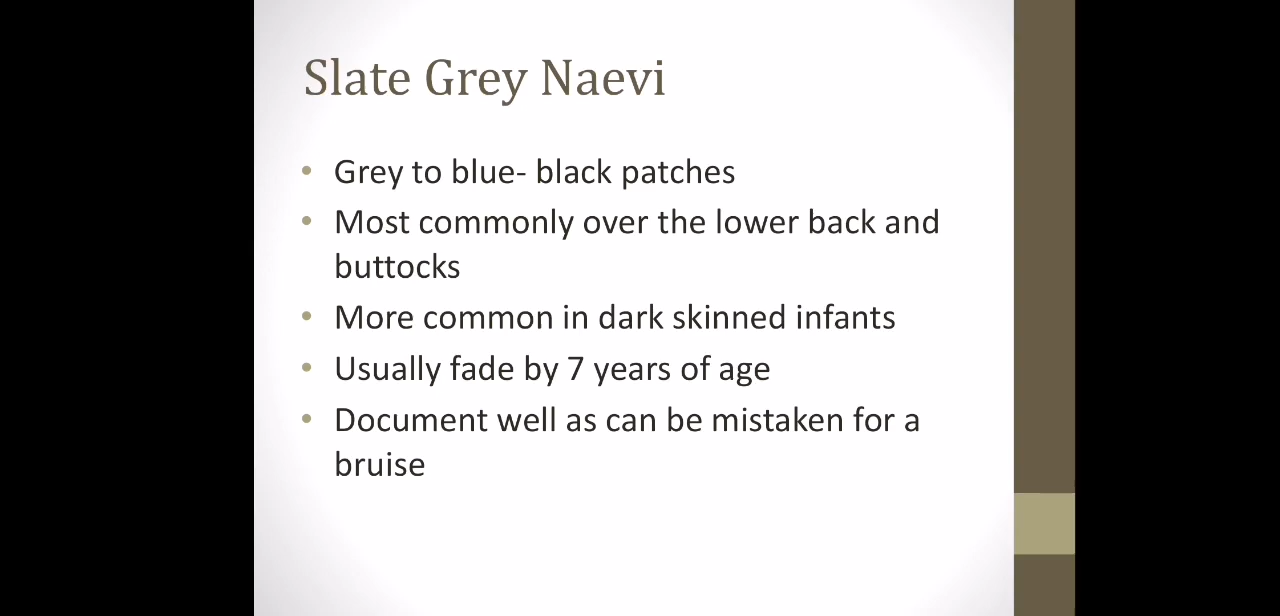 Slate Grey Naevi
• Grey to blue- black patches
• Most commonly over the lower back and
buttocks
• More common in dark skinned infants
• Usually fade by 7 years of age
• Document well as can be mistaken for a
bruise